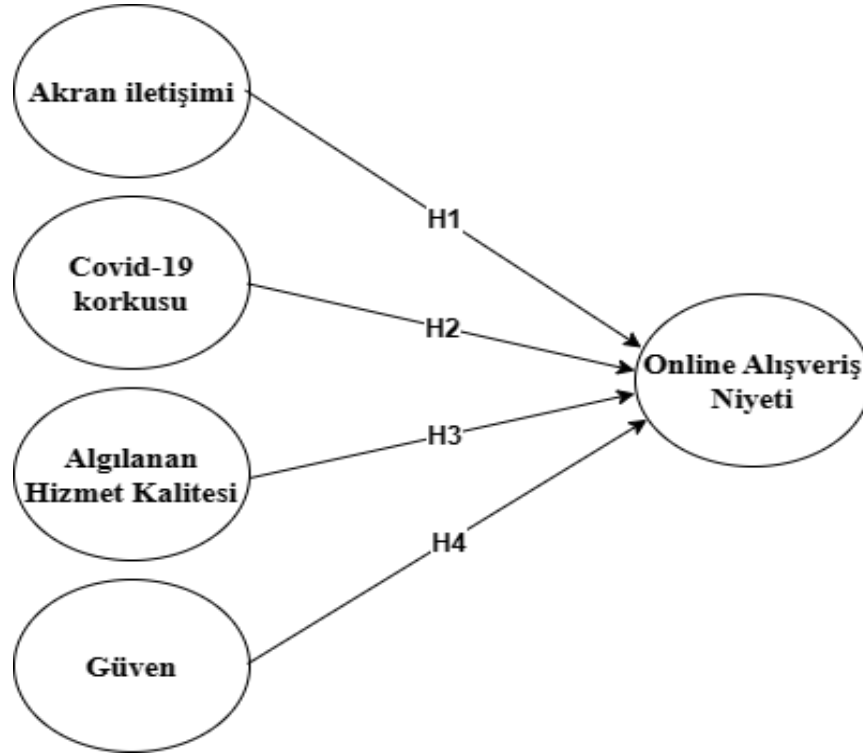 Akran iletişimi
H1
Covid-19
korkusu
H2
Online Alışveriş
Niyeti
Algılanan
Hizmet Kalitesi
H3
H4
Güven